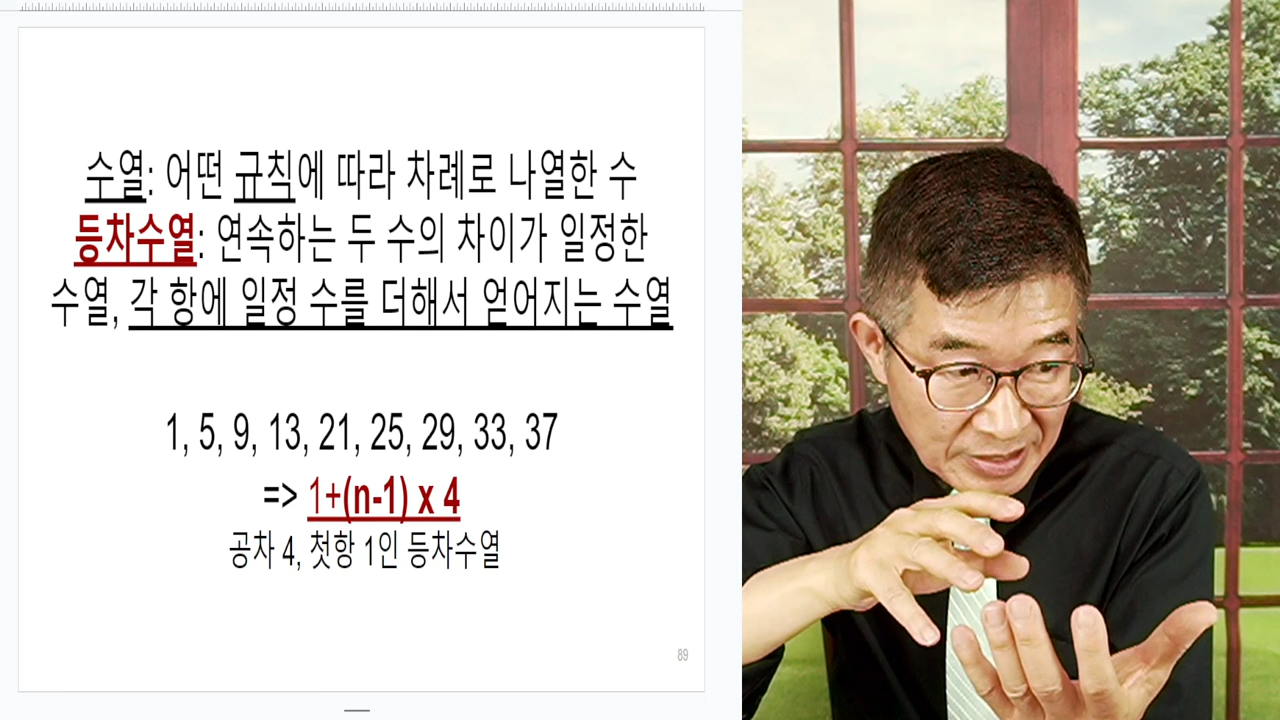 수열: 어떤 규칙에 따라 차례로 나열한 수
등차수열: 연속하는 두 수의 차이가 일정한
수열, 각 항에 일정 수를 더해서 얻어지는 수열
1, 5, 9, 13, 21, 25, 29, 33, 37
=> 1+(n-1) x 4
공차 4, 첫항 1인 등차수열
89